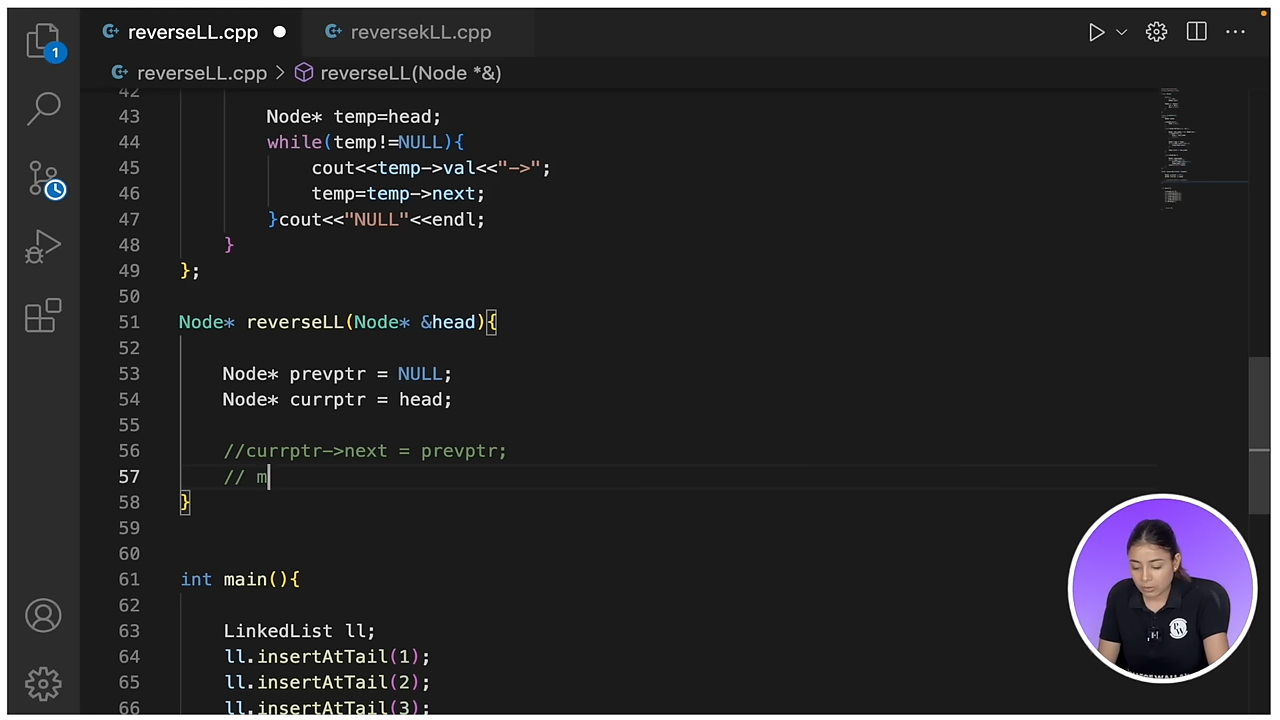 1
reverseLL.cpp
reversekLL.cpp
reverseLL.cpp > reverseLL(Node *&)
42
43 Node* temp=head;
44 while(temp!=NULL){
45 cout<<temp->val<<"->";
46 temp=temp->next;
47 }cout<<"NULL"<<endl;
48 }
49 };
50
51 Node* reverseLL(Node* &head){
52
53 Node* prevptr = NULL;
54 Node* currptr = head;
55
56 //currptr->next = prevptr;
57 // m
58 }
59
60
61 int main(){
62
63 LinkedList ll;
64 ll.insertAtTail(1);
65 ll.insertAtTail(2);
66 ll.insertAtTail(3);